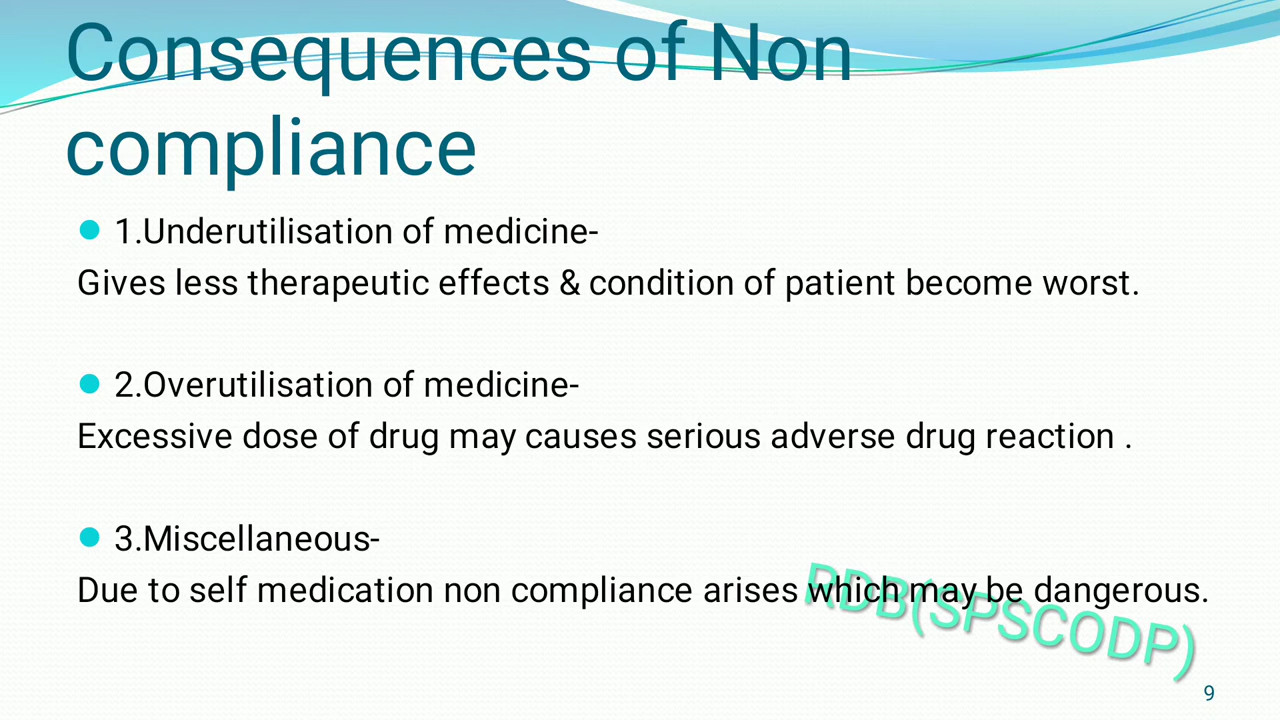 Consequences of Non
compliance
1.Underutilisation of medicine-
Gives less therapeutic effects & condition of patient become worst.
2.Overutilisation of medicine-
Excessive dose of drug may causes serious adverse drug reaction .
3.Miscellaneous-
Due to self medication non compliance arises which may be dangerous.
RDB(SPSCODP)
9